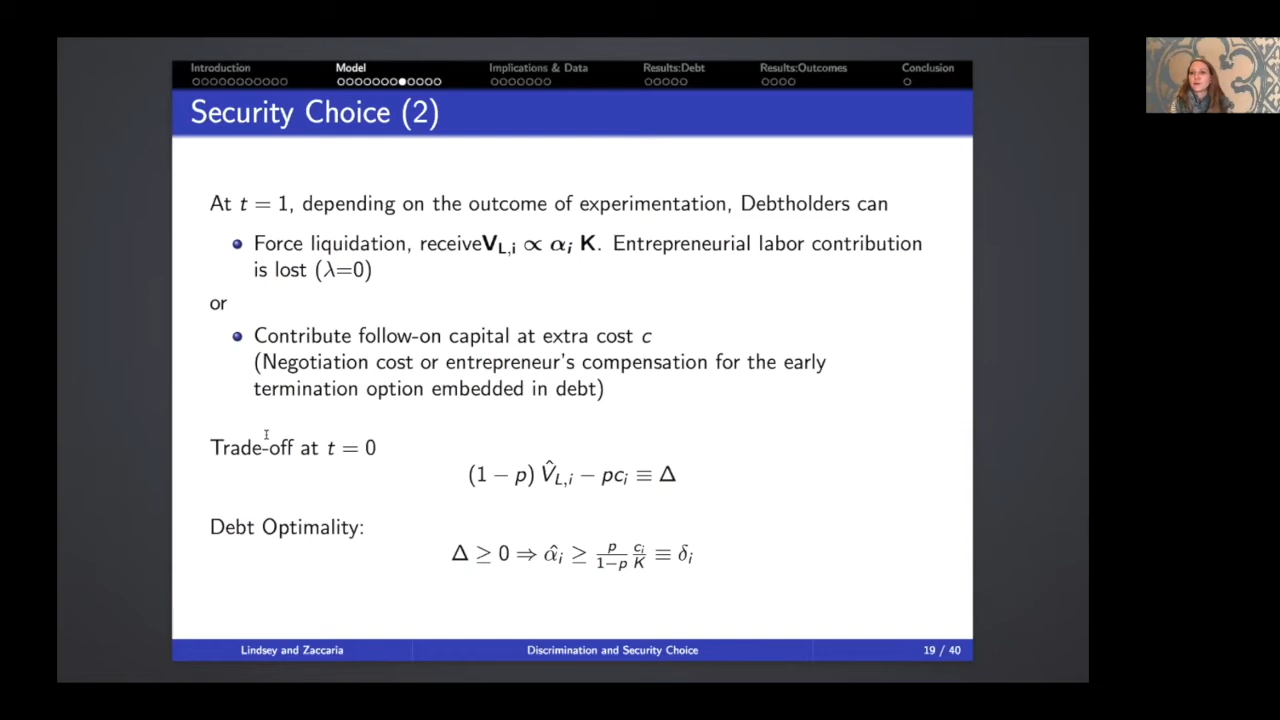 Introduction Model Implications & Data Results:Debt Results:Outcomes Conclusion
Security Choice (2)
At t = 1, depending on the outcome of experimentation, Debtholders can
Force liquidation, receiveV_{L,i} ∝ α_i K. Entrepreneurial labor contribution
is lost (λ=0)
or
Contribute follow-on capital at extra cost c
(Negotiation cost or entrepreneur's compensation for the early
termination option embedded in debt)
Trade-off at t = 0
(1 − p) V̂_{L,i} − pc_i ≡ Δ
Debt Optimality:
Δ ≥ 0 ⇒ α̂_i ≥ \frac{p}{1−p} \frac{c_i}{K} ≡ δ_i
Lindsey and Zaccaria Discrimination and Security Choice 19 / 40